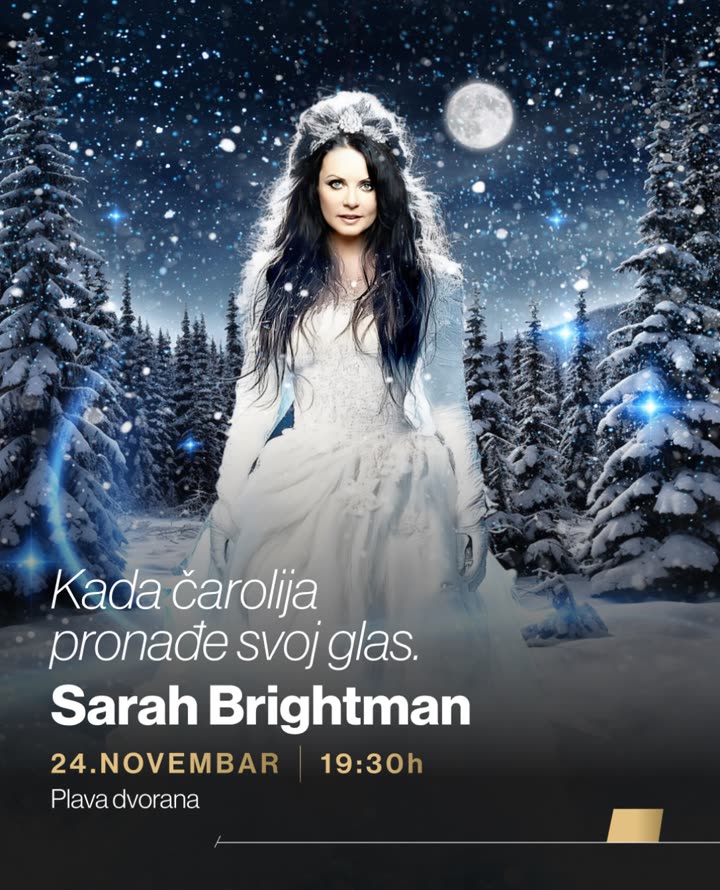 Kada čarolija
pronađe svoj glas.
Sarah Brightman
24.NOVEMBAR | 19:30h
Plava dvorana